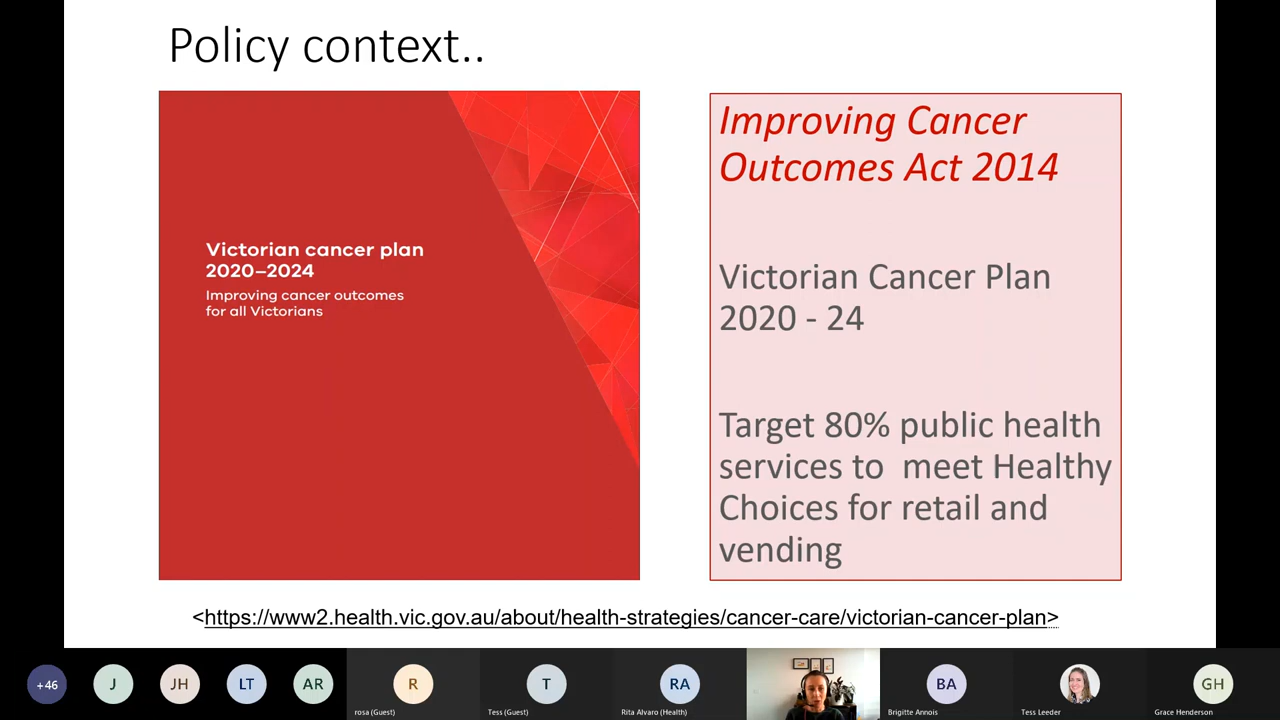 Policy context..
Victorian cancer plan
2020–2024
Improving cancer outcomes
for all Victorians
Improving Cancer
Outcomes Act 2014
Victorian Cancer Plan
2020 - 24
Target 80% public health
services to  meet Healthy
Choices for retail and
vending
<https://www2.health.vic.gov.au/about/health-strategies/cancer-care/victorian-cancer-plan>
+46
J
JH
LT
AR
R
T
RA
BA
GH
rosa (Guest)
Tess (Guest)
Rita Alvaro (Health)
Brigitte Annois
Tess Leeder
Grace Henderson